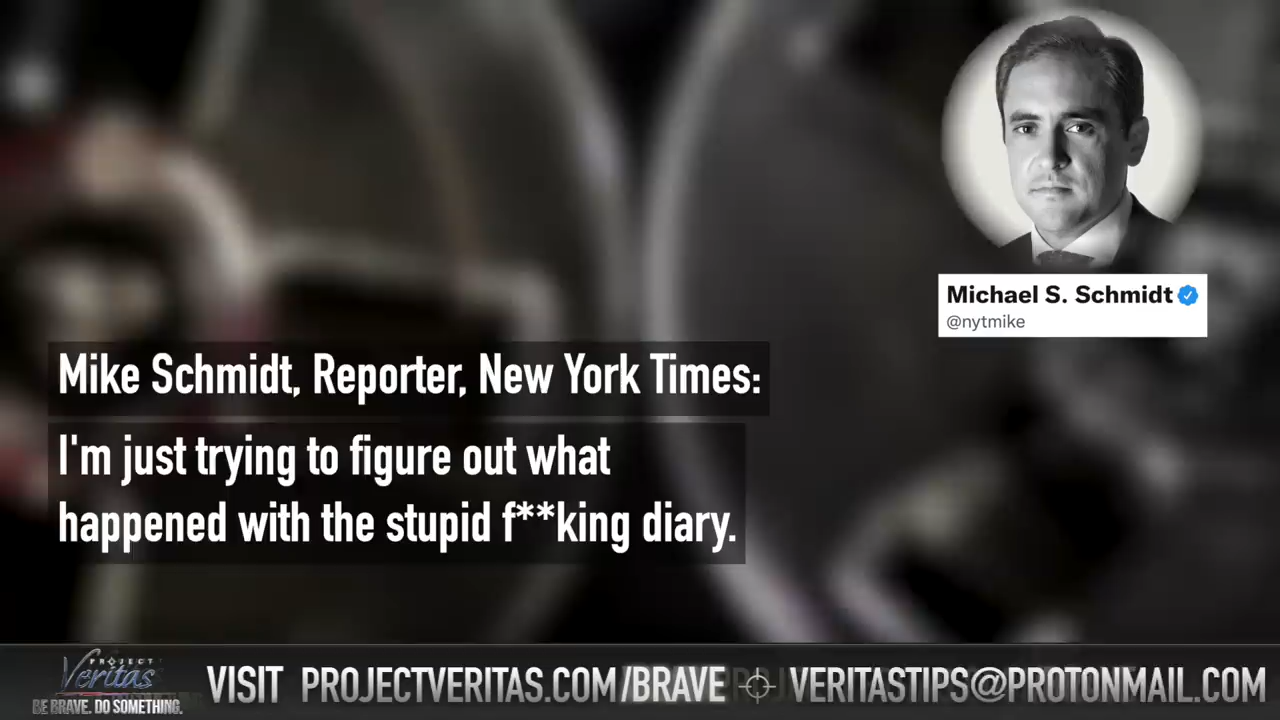 Michael S. Schmidt
@nytmike
Mike Schmidt, Reporter, New York Times:
I'm just trying to figure out what
happened with the stupid f**king diary.
PROJECT
Veritas
BE BRAVE. DO SOMETHING.
VISIT PROJECTVERITAS.COM/BRAVE VERITASTIPS@PROTONMAIL.COM